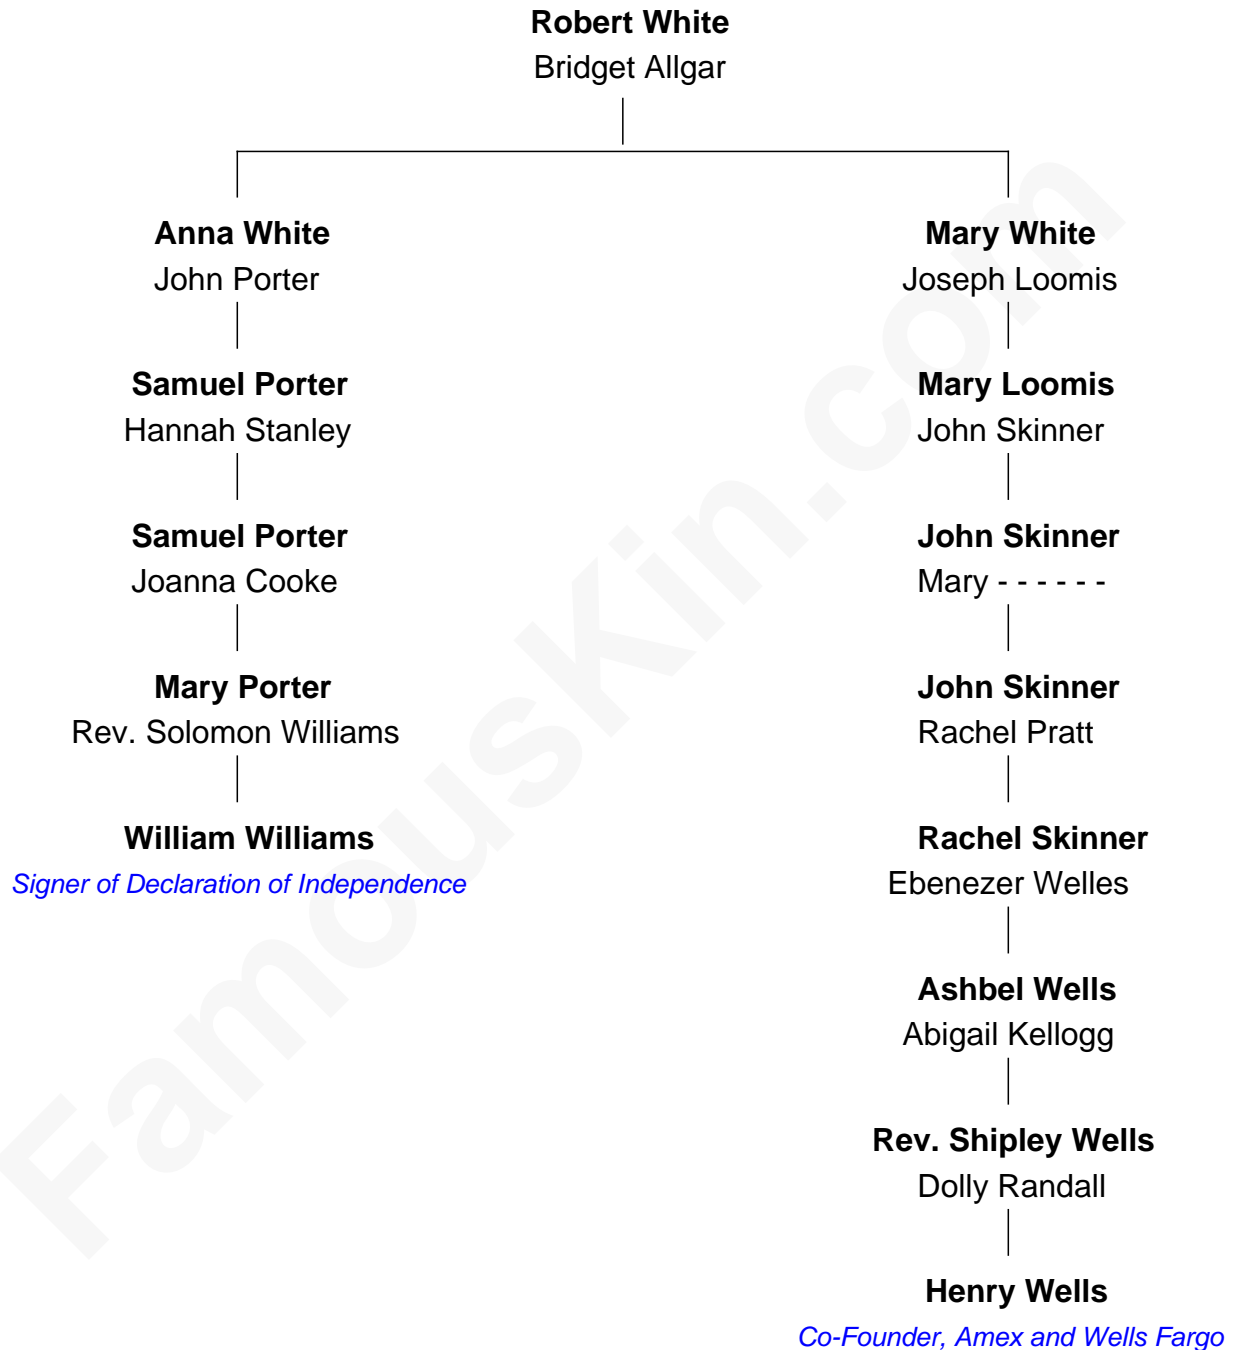 Robert White
Bridget Allgar
Anna White
John Porter
Samuel Porter
Hannah Stanley
Samuel Porter
Joanna Cooke
Mary Porter
Rev. Solomon Williams
William Williams
Signer of Declaration of Independence
Mary White
Joseph Loomis
Mary Loomis
John Skinner
John Skinner
Mary - - - - - -
John Skinner
Rachel Pratt
Rachel Skinner
Ebenezer Welles
Ashbel Wells
Abigail Kellogg
Rev. Shipley Wells
Dolly Randall
Henry Wells
Co-Founder, Amex and Wells Fargo
FamousKin.com